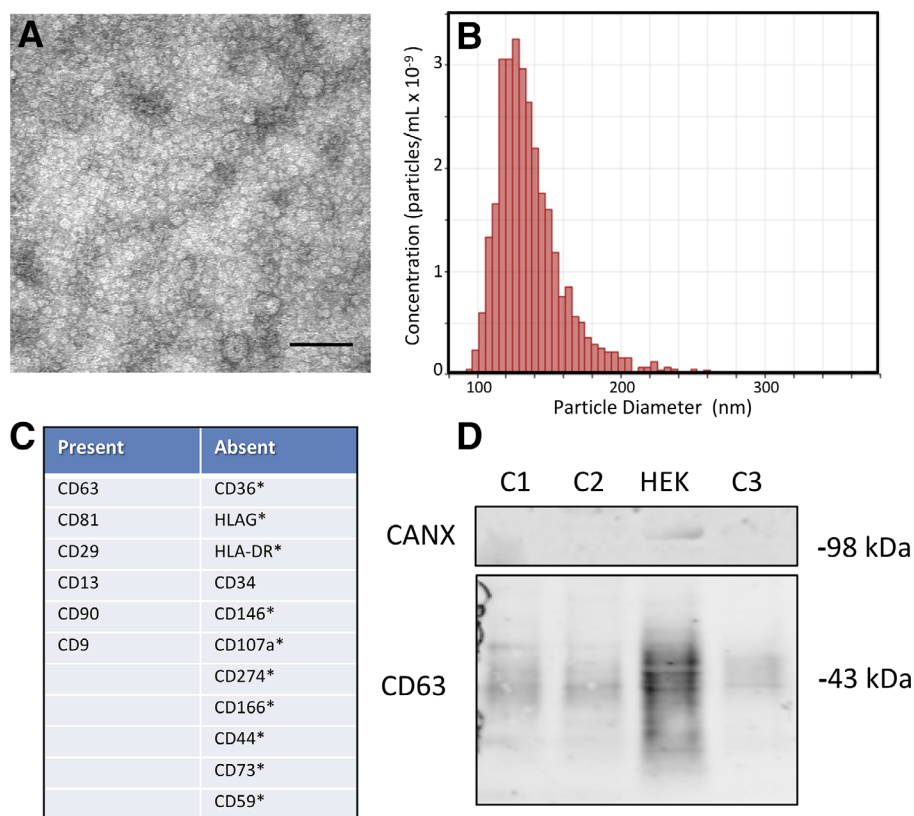 A
B
Concentration (particles/mL x 10⁻⁹ )
3
2
1
0
100 200 300
Particle Diameter (nm)
C
Present Absent
CD63 CD36*
CD81 HLAG*
CD29 HLA-DR*
CD13 CD34
CD90 CD146*
CD9 CD107a*
CD274*
CD166*
CD44*
CD73*
CD59*
D
C1 C2 HEK C3
CANX
-98 kDa
CD63
-43 kDa